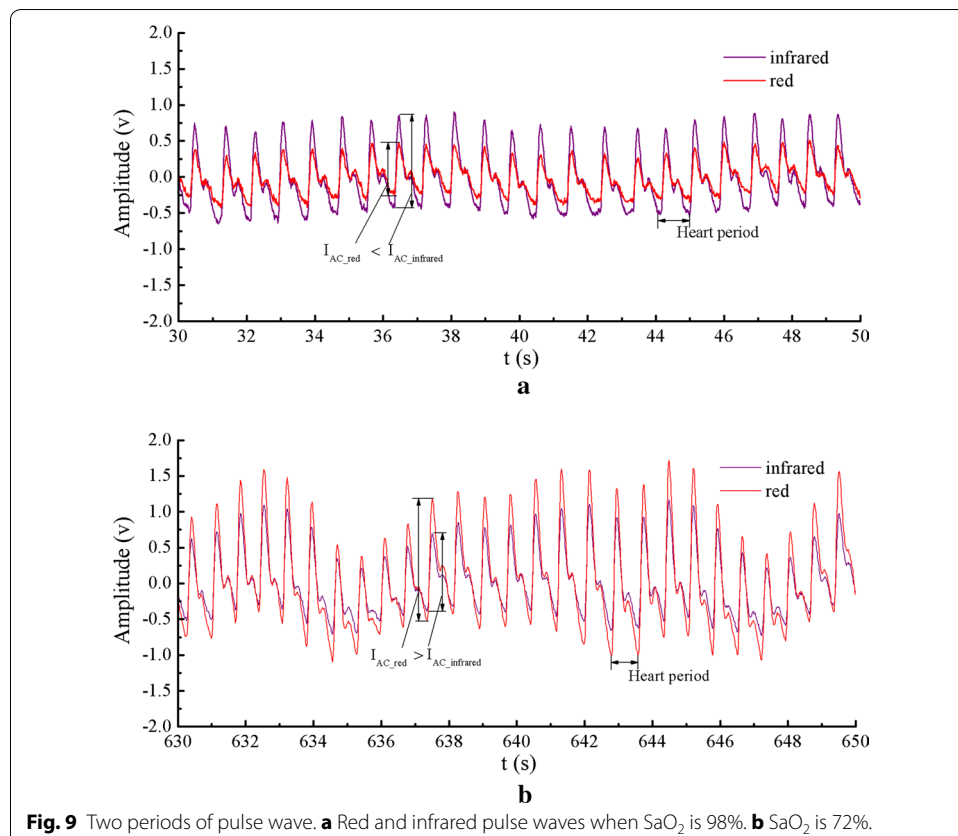 2.0
1.5
1.0
0.5
0.0
-0.5
-1.0
-1.5
-2.0
Amplitude (v)
infrared
red
I_AC_red < I_AC_infrared
Heart period
30 32 34 36 38 40 42 44 46 48 50
t (s)
a
2.0
1.5
1.0
0.5
0.0
-0.5
-1.0
-1.5
-2.0
Amplitude (v)
infrared
red
I_AC_red > I_AC_infrared
Heart period
630 632 634 636 638 640 642 644 646 648 650
t (s)
b
Fig. 9 Two periods of pulse wave. a Red and infrared pulse waves when SaO₂ is 98%. b SaO₂ is 72%.